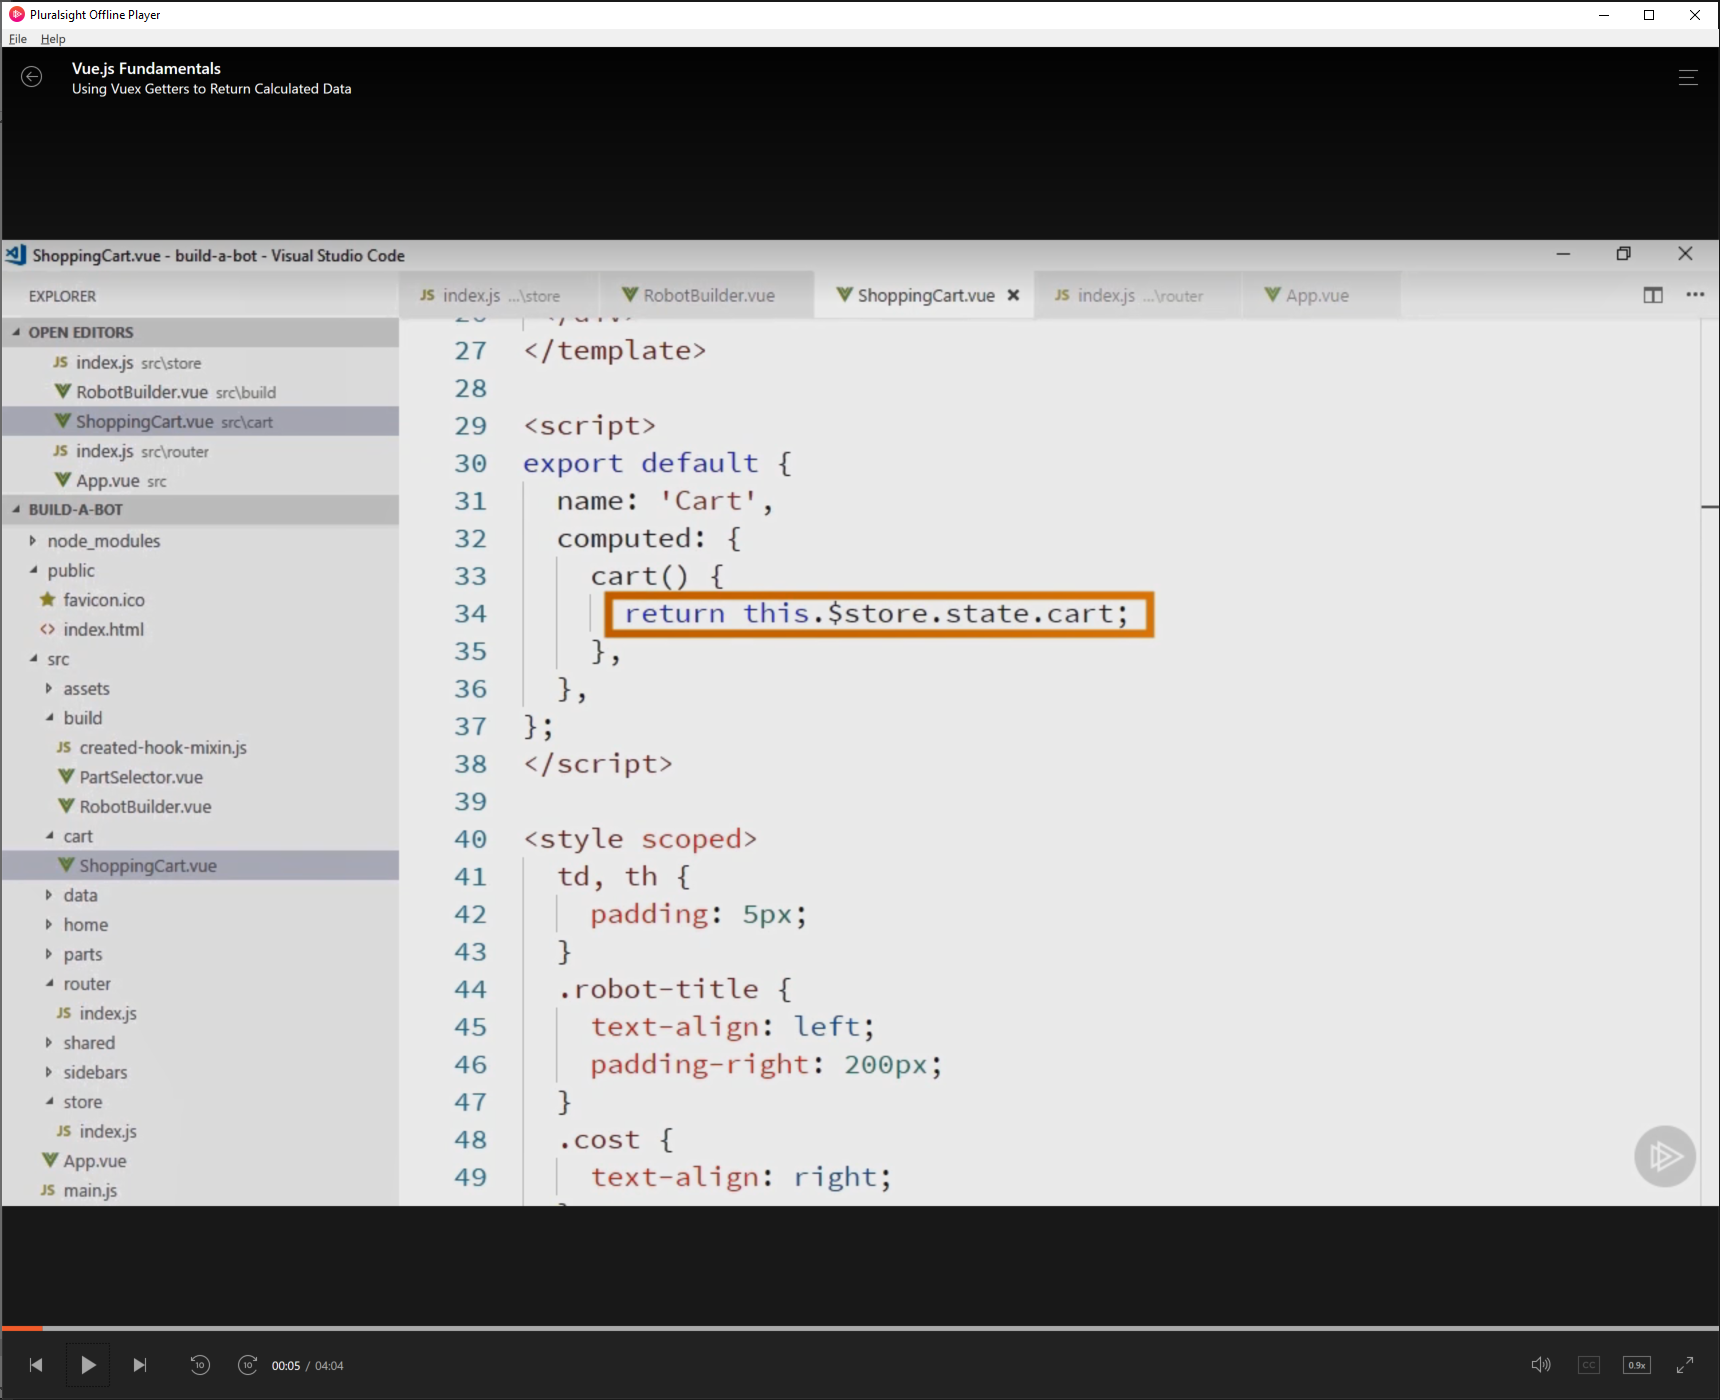 Pluralsight Offline Player
File Help
Vue.js Fundamentals
Using Vuex Getters to Return Calculated Data
ShoppingCart.vue - build-a-bot - Visual Studio Code
EXPLORER
JS index.js ...\store
RobotBuilder.vue
ShoppingCart.vue
JS index.js ...\router
App.vue
OPEN EDITORS
JS index.js src\store
RobotBuilder.vue src\build
ShoppingCart.vue src\cart
JS index.js src\router
App.vue src
BUILD-A-BOT
node_modules
public
favicon.ico
<> index.html
src
assets
build
JS created-hook-mixin.js
PartSelector.vue
RobotBuilder.vue
cart
ShoppingCart.vue
data
home
parts
router
JS index.js
shared
sidebars
store
JS index.js
App.vue
JS main.js
26 </div>
27 </template>
28
29 <script>
30 export default {
31 name: 'Cart',
32 computed: {
33 cart() {
34 return this.$store.state.cart;
35 },
36 },
37 };
38 </script>
39
40 <style scoped>
41 td, th {
42 padding: 5px;
43 }
44 .robot-title {
45 text-align: left;
46 padding-right: 200px;
47 }
48 .cost {
49 text-align: right;
10
10
00:05 / 04:04
CC
0.9x